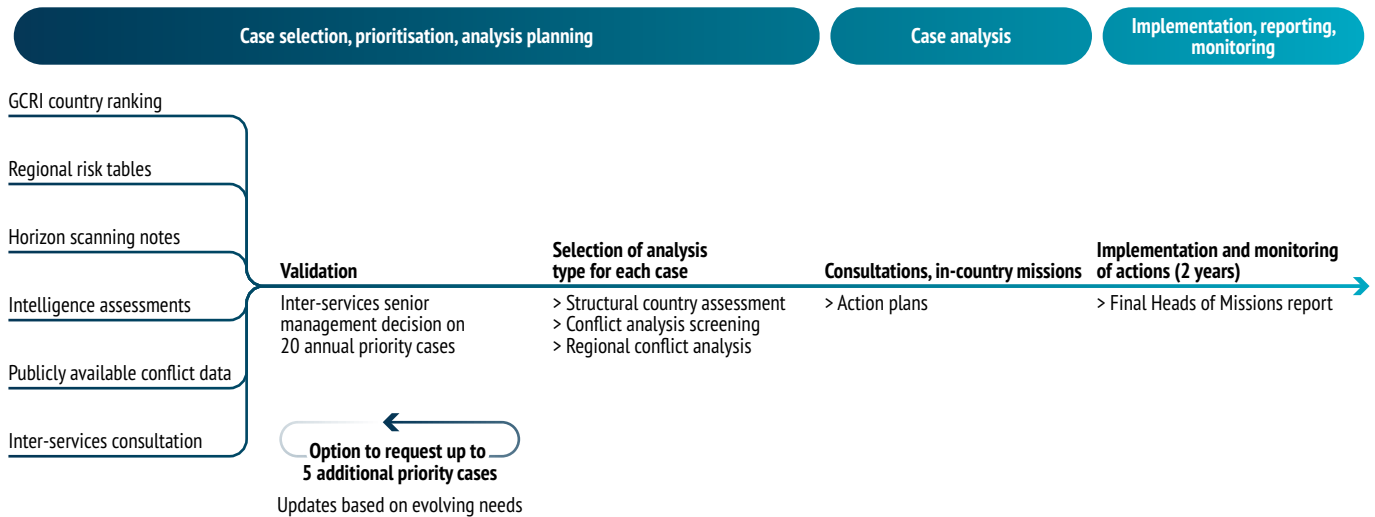 Case selection, prioritisation, analysis planning
Case analysis
Implementation, reporting,
monitoring
GCRI country ranking
Regional risk tables
Horizon scanning notes
Intelligence assessments
Publicly available conflict data
Inter-services consultation
Validation
Inter-services senior
management decision on
20 annual priority cases
Option to request up to
5 additional priority cases
Updates based on evolving needs
Selection of analysis
type for each case
> Structural country assessment
> Conflict analysis screening
> Regional conflict analysis
Consultations, in-country missions
> Action plans
Implementation and monitoring
of actions (2 years)
> Final Heads of Missions report